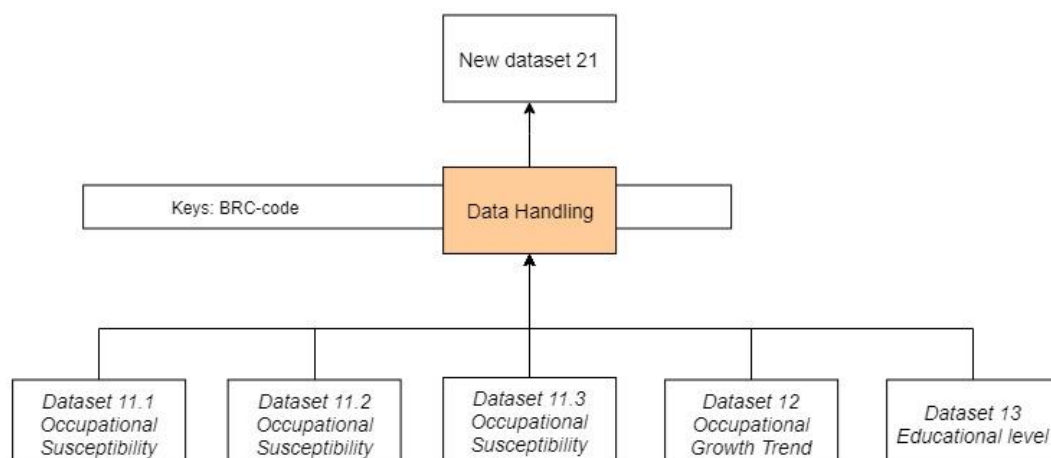 New dataset 21
Keys: BRC-code
Data Handling
Dataset 11.1
Occupational
Susceptibility
Dataset 11.2
Occupational
Susceptibility
Dataset 11.3
Occupational
Susceptibility
Dataset 12
Occupational
Growth Trend
Dataset 13
Educational level